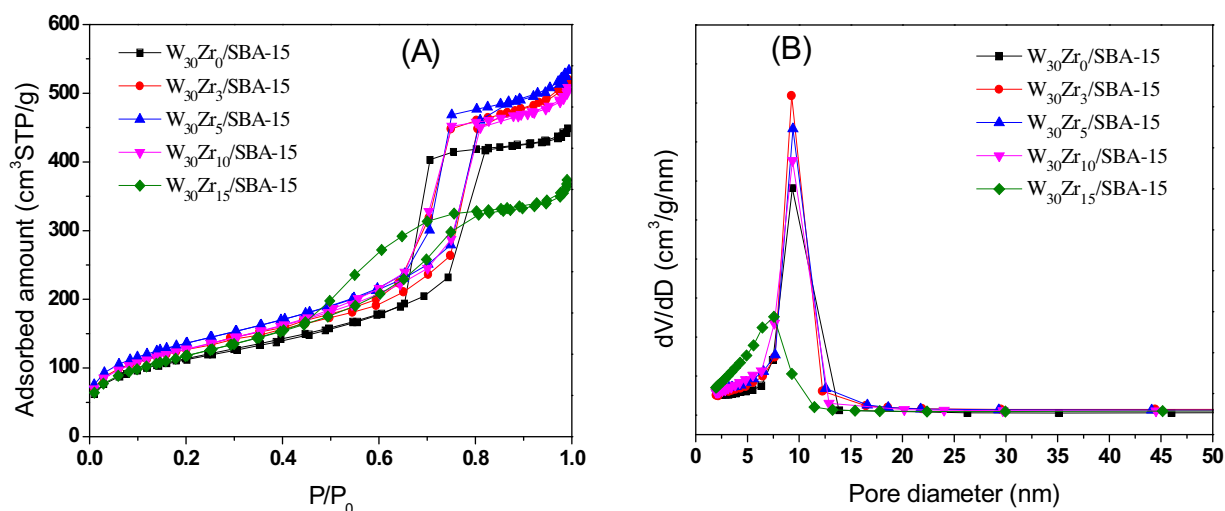 (A)
W30Zr0/SBA-15
W30Zr3/SBA-15
W30Zr5/SBA-15
W30Zr10/SBA-15
W30Zr15/SBA-15
Adsorbed amount (cm³STP/g)
600
500
400
300
200
100
0
0.0 0.2 0.4 0.6 0.8 1.0
P/P0
(B)
W30Zr0/SBA-15
W30Zr3/SBA-15
W30Zr5/SBA-15
W30Zr10/SBA-15
W30Zr15/SBA-15
dV/dD (cm³/g/nm)
0 5 10 15 20 25 30 35 40 45 50
Pore diameter (nm)